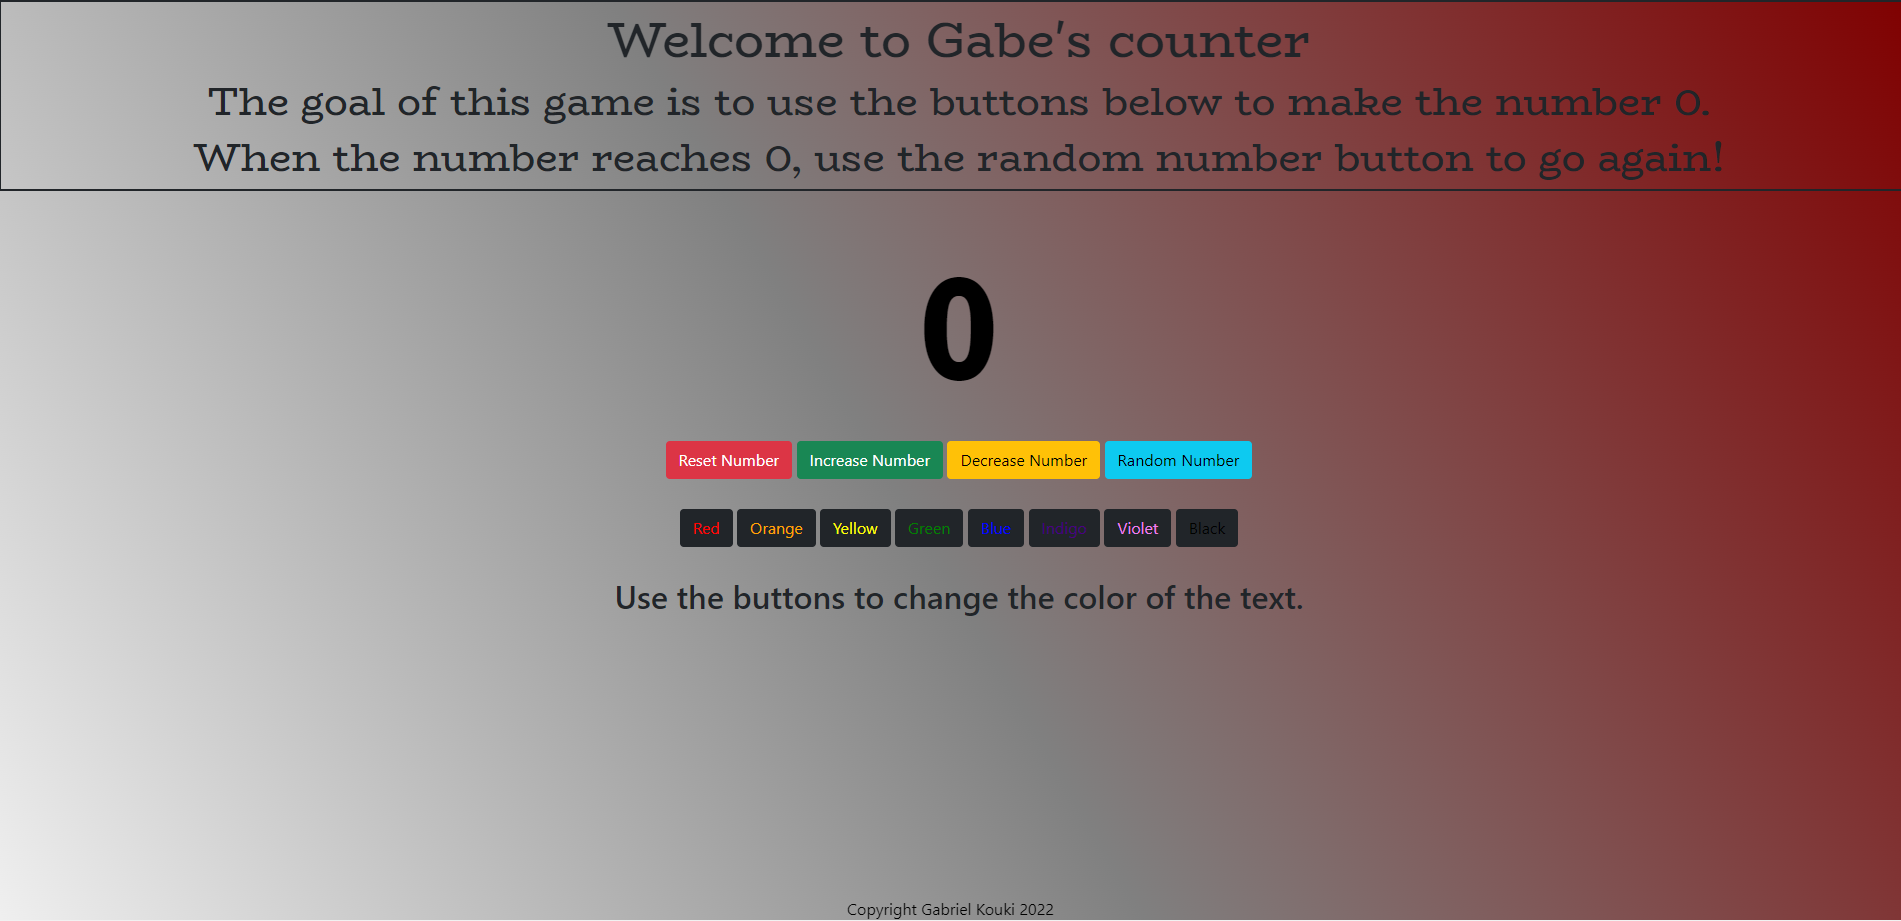 Welcome to Gabe's counter
The goal of this game is to use the buttons below to make the number 0.
When the number reaches 0, use the random number button to go again!
0
Reset Number Increase Number Decrease Number Random Number
Red Orange Yellow Green Blue Indigo Violet Black
Use the buttons to change the color of the text.
Copyright Gabriel Kouki 2022